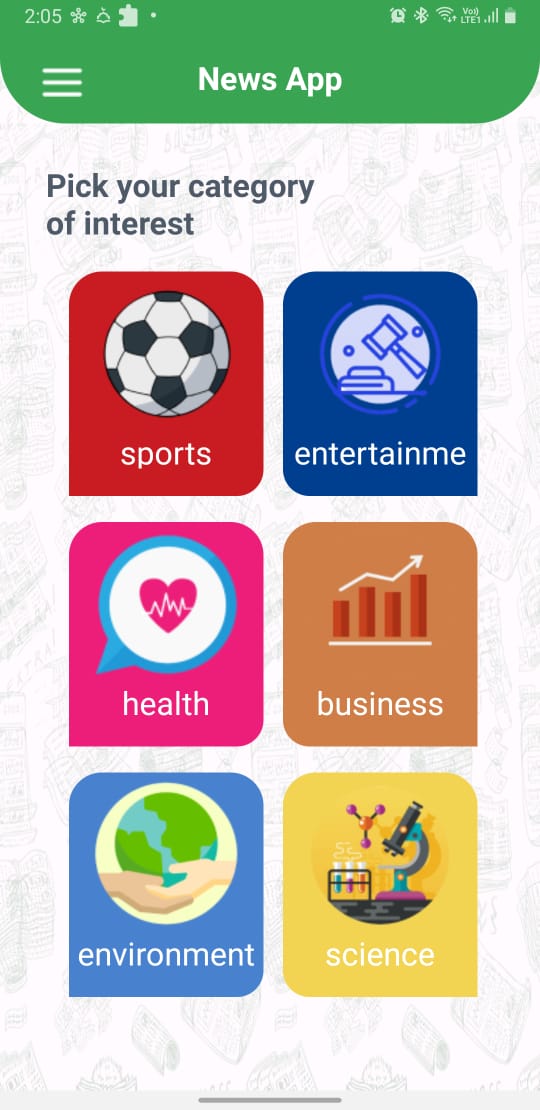 2:05
Vo))
LTE1
News App
Pick your category
of interest
sports
entertainme
health
business
environment
science